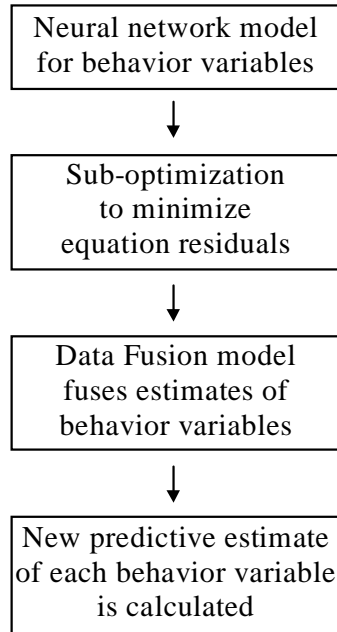 Neural network model
for behavior variables
Sub-optimization
to minimize
equation residuals
Data Fusion model
fuses estimates of
behavior variables
New predictive estimate
of each behavior variable
is calculated